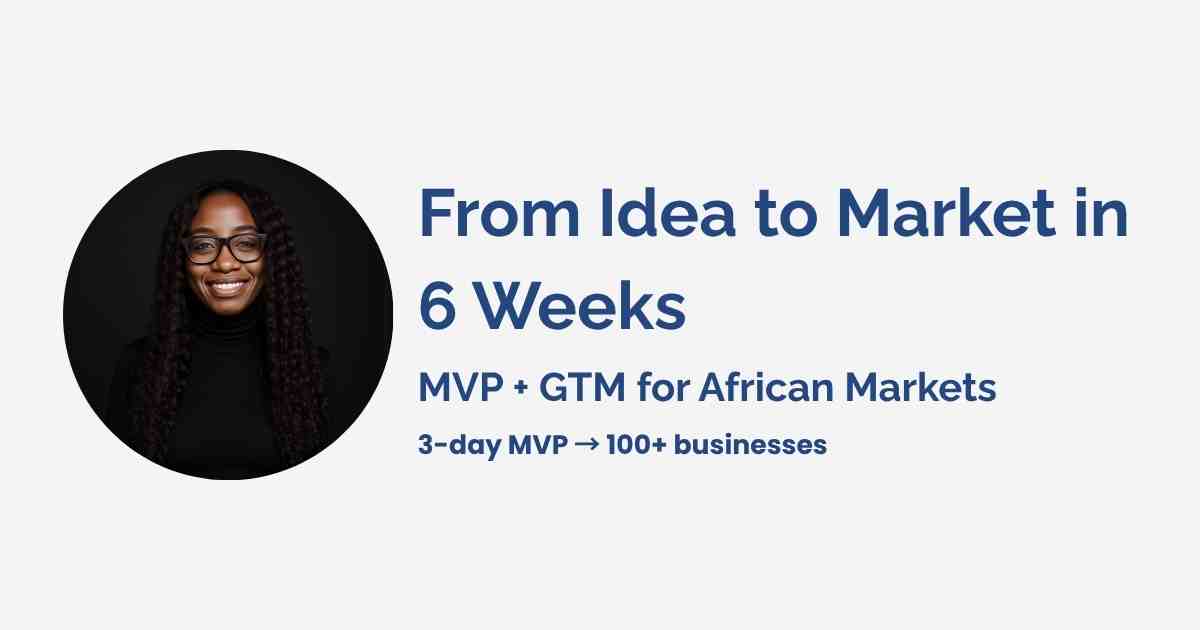 From Idea to Market in
6 Weeks
MVP + GTM for African Markets
3-day MVP → 100+ businesses